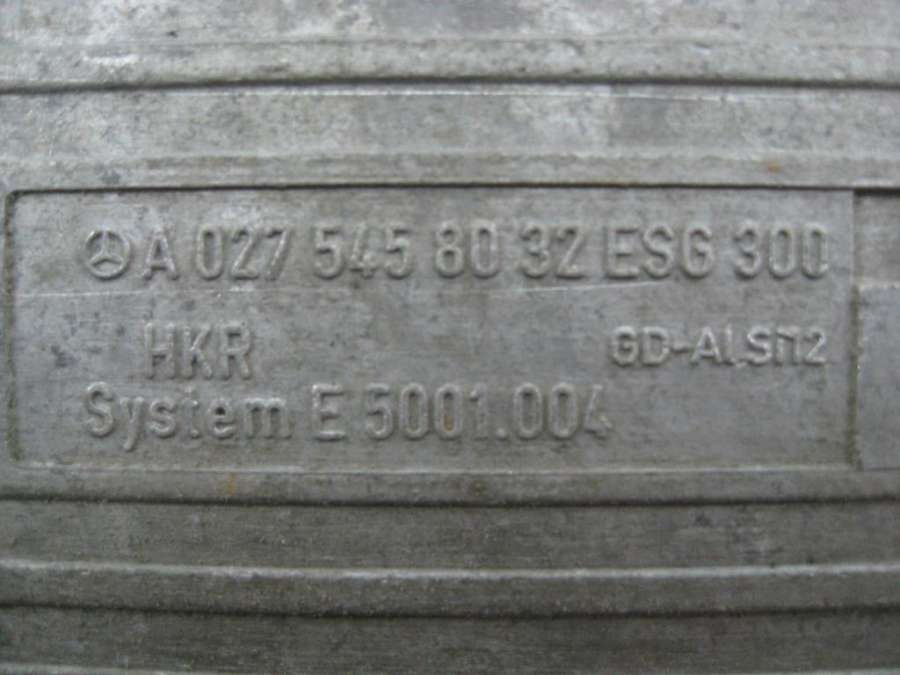 A 027 545 80 32 ESG 300
HKR GD-ALSi12
System E 5001.004